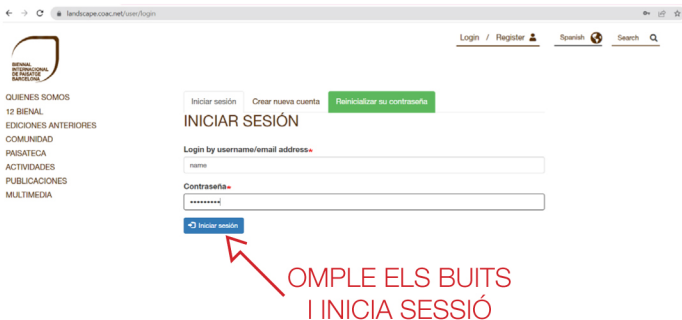 landscape.coac.net/user/login
Login / Register
Spanish
Search
BIENNAL
INTERNACIONAL
DE PAISATGE
BARCELONA
QUIENES SOMOS
12 BIENAL
EDICIONES ANTERIORES
COMUNIDAD
PAISATECA
ACTIVIDADES
PUBLICACIONES
MULTIMEDIA
Iniciar sesión
Crear nueva cuenta
Reinicializar su contraseña
INICIAR SESIÓN
Login by username/email address*
name
Contraseña*
•••••••••
Iniciar sesión
OMPLE ELS BUITS
I INICIA SESSIÓ